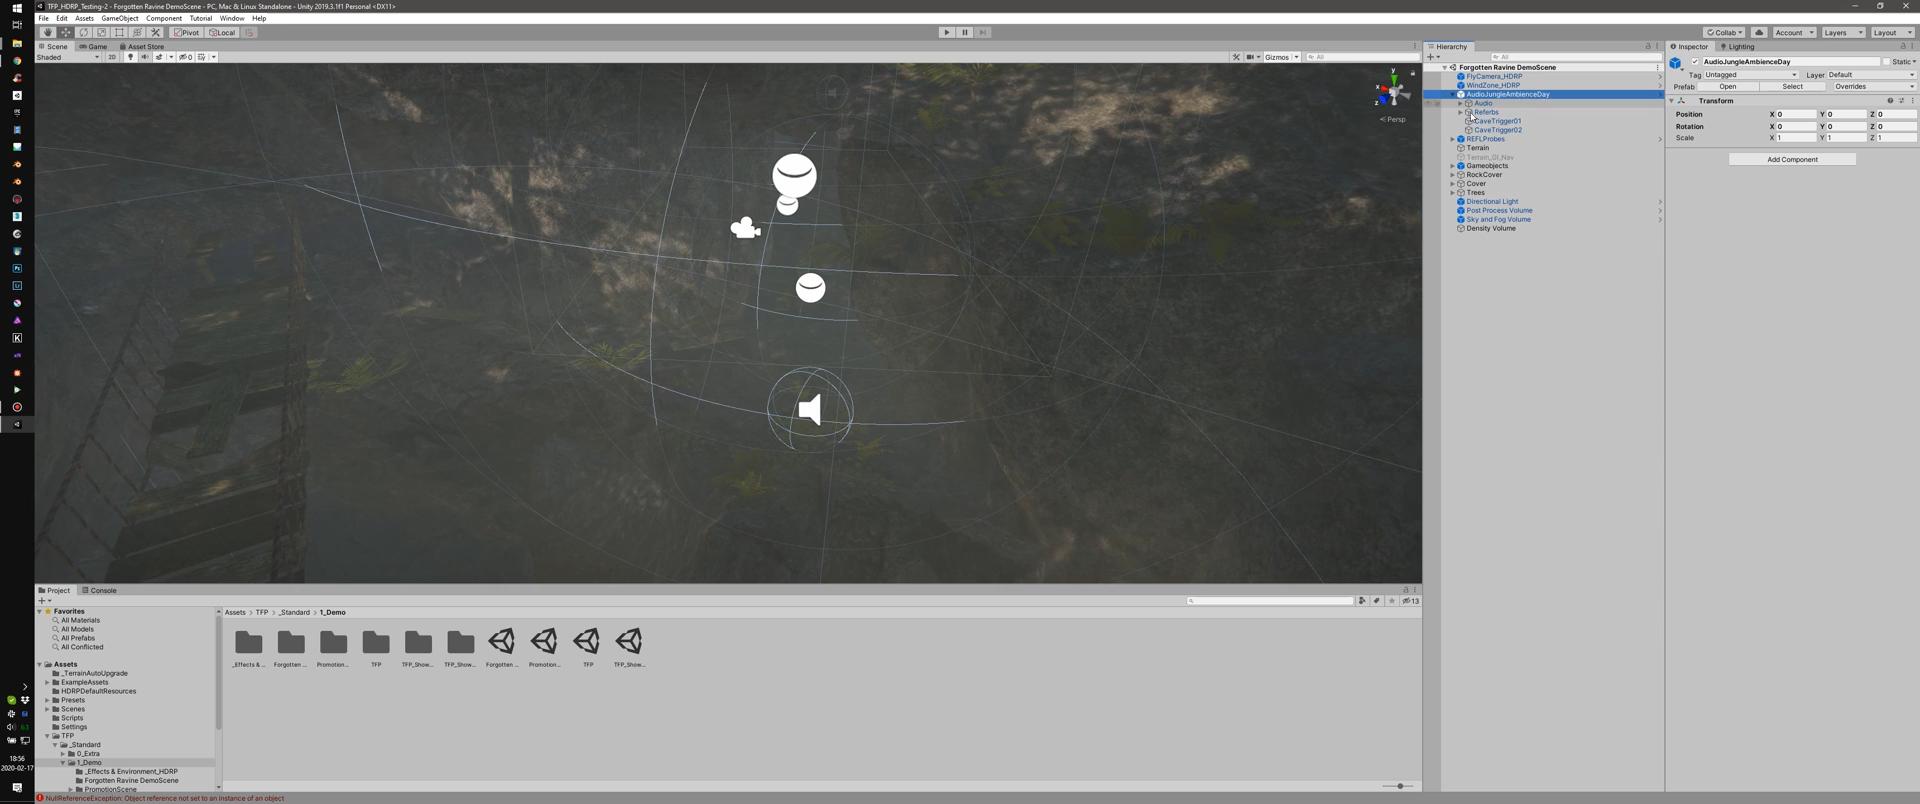 TFP_HDRP_Testing-2 - Forgotten Ravine DemoScene - PC, Mac & Linux Standalone - Unity 2019.3.1f1 Personal <DX11>
File Edit Assets GameObject Component Tutorial Window Help
Pivot Local
Collab Account Layers Layout
Scene Game Asset Store
Shaded 2D 0 Gizmos All
y
x
z
< Persp
Hierarchy
All
Forgotten Ravine DemoScene
FlyCamera_HDRP
WindZone_HDRP
AudioJungleAmbienceDay
Audio
Referbs
CaveTrigger01
CaveTrigger02
REFLProbes
Terrain
Terrain_GI_Nav
Gameobjects
RockCover
Cover
Trees
Directional Light
Post Process Volume
Sky and Fog Volume
Density Volume
Inspector Lighting
AudioJungleAmbienceDay Static
Tag Untagged Layer Default
Prefab Open Select Overrides
Transform
Position X 0 Y 0 Z 0
Rotation X 0 Y 0 Z 0
Scale X 1 Y 1 Z 1
Add Component
Project Console
13
Favorites
All Materials
All Models
All Prefabs
All Conflicted
Assets
_TerrainAutoUpgrade
ExampleAssets
HDRPDefaultResources
Presets
Scenes
Scripts
Settings
TFP
_Standard
0_Extra
1_Demo
_Effects & Environment_HDRP
Forgotten Ravine DemoScene
PromotionScene
Assets > TFP > _Standard > 1_Demo
_Effects & ... Forgotten ... Promotion... TFP TFP_Show... TFP_Show... Forgotten ... Promotion... TFP TFP_Show...
NullReferenceException: Object reference not set to an instance of an object
18:56
2020-02-17